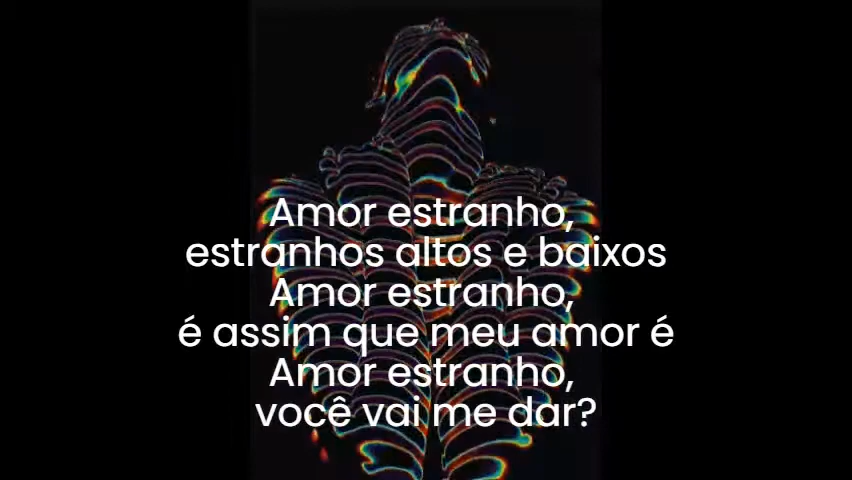 Amor estranho,
estranhos altos e baixos
Amor estranho,
é assim que meu amor é
Amor estranho,
você vai me dar?